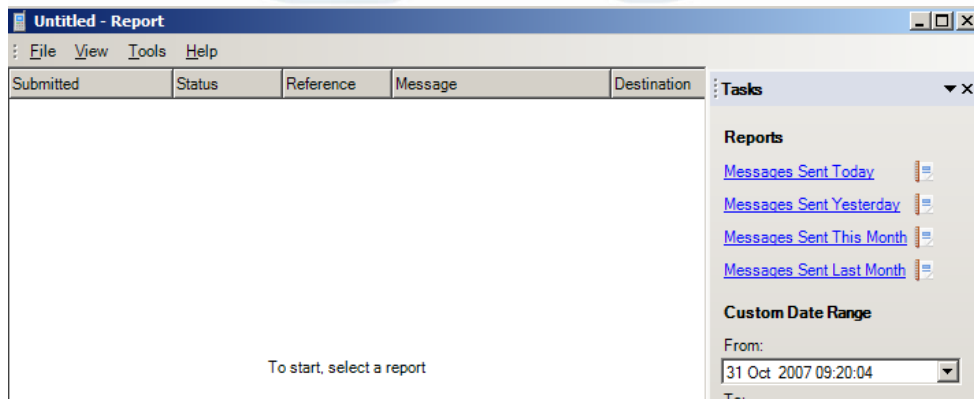 Untitled - Report
File View Tools Help
Submitted Status Reference Message Destination
To start, select a report
Tasks
Reports
Messages Sent Today
Messages Sent Yesterday
Messages Sent This Month
Messages Sent Last Month
Custom Date Range
From:
31 Oct 2007 09:20:04
To: